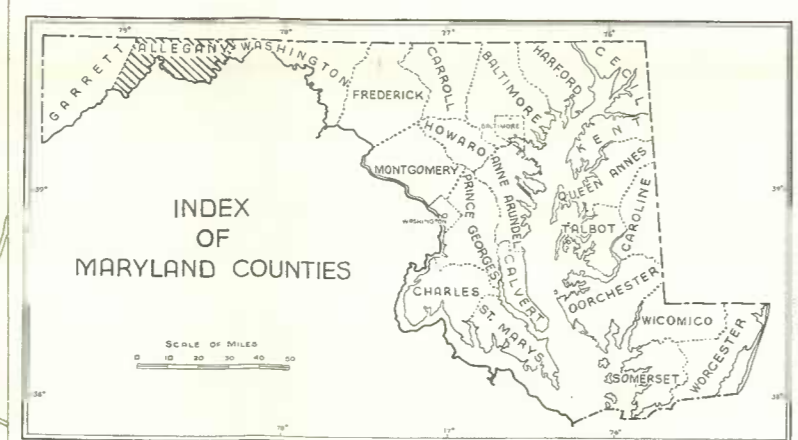 79° 78° 77° 76°
GARRETT
ALLEGANY
WASHINGTON
FREDERICK
CARROLL
BALTIMORE
HARFORD
CECIL
BALTIMORE
KENT
HOWARD
MONTGOMERY
ANNE ARUNDEL
QUEEN ANNES
39° 39°
INDEX
OF
MARYLAND COUNTIES
WASHINGTON
PRINCE GEORGES
TALBOT
CAROLINE
CALVERT
CHARLES
DORCHESTER
ST. MARYS
WICOMICO
WORCESTER
SOMERSET
SCALE OF MILES
0 10 20 30 40 50
38° 38°
78° 77° 76°